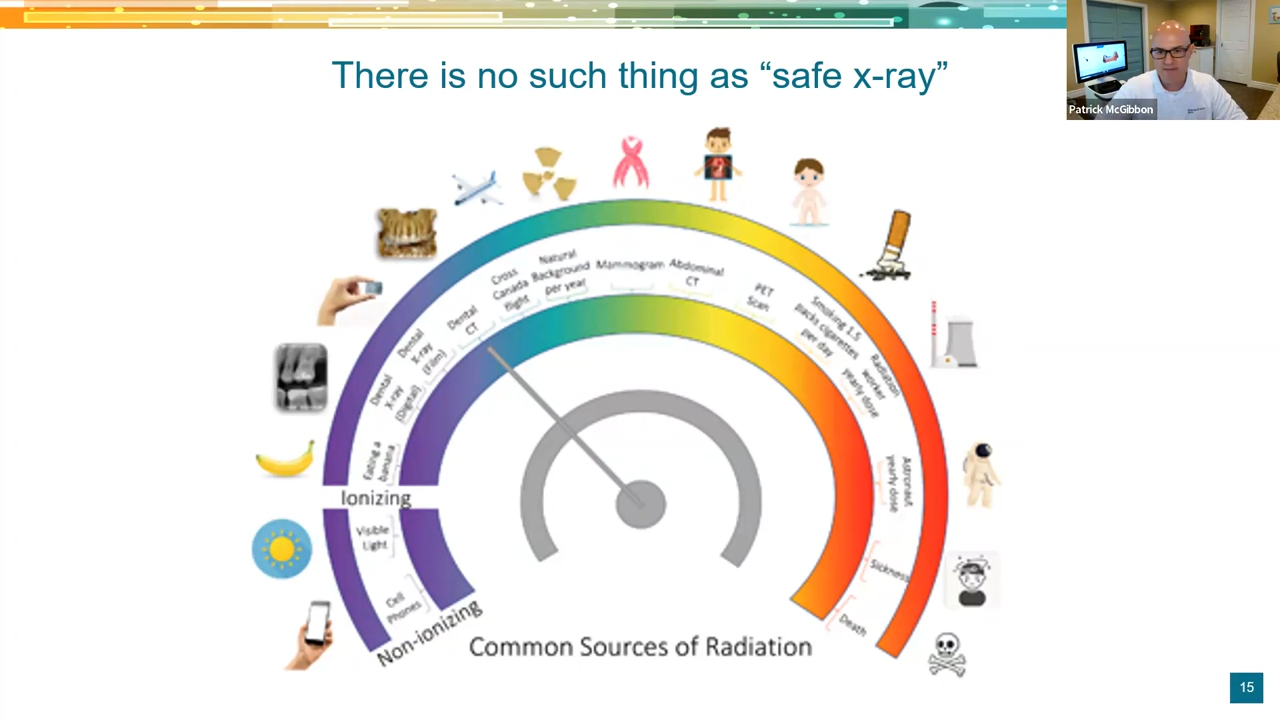 There is no such thing as “safe x-ray”
Patrick McGibbon
Cell
Phones
Visible
Light
Non-ionizing
Ionizing
Eating a
banana
Dental
X-ray
(Digital)
Dental
X-ray
(Film)
Dental
CT
Cross
Canada
flight
Natural
Background
per year
Mammogram
Abdominal
CT
PET
Scan
Smoking 1.5
packs cigarettes
per day
Radiation
worker
yearly dose
Astronaut
yearly dose
Sickness
Death
Common Sources of Radiation
15